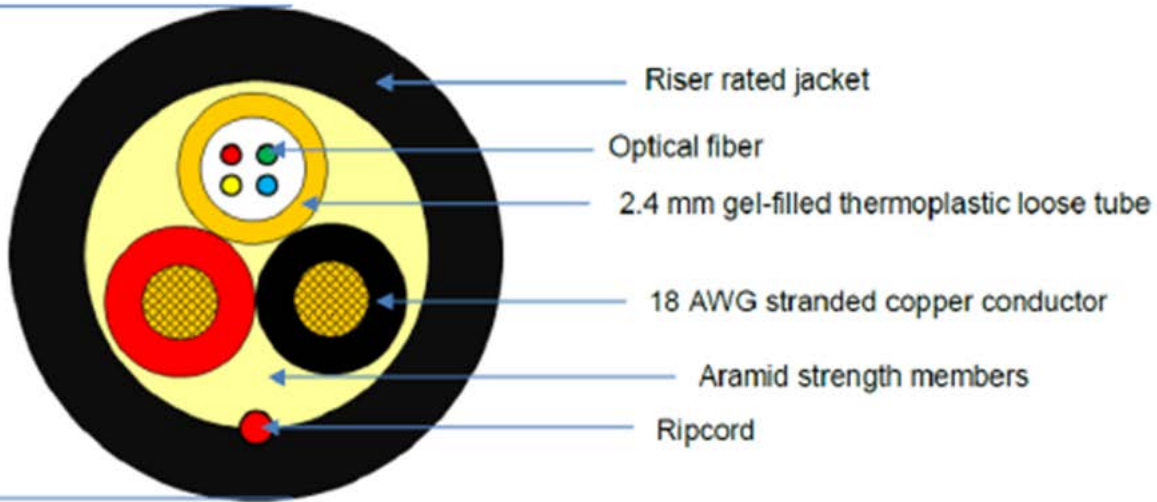 Riser rated jacket
Optical fiber
2.4 mm gel-filled thermoplastic loose tube
18 AWG stranded copper conductor
Aramid strength members
Ripcord